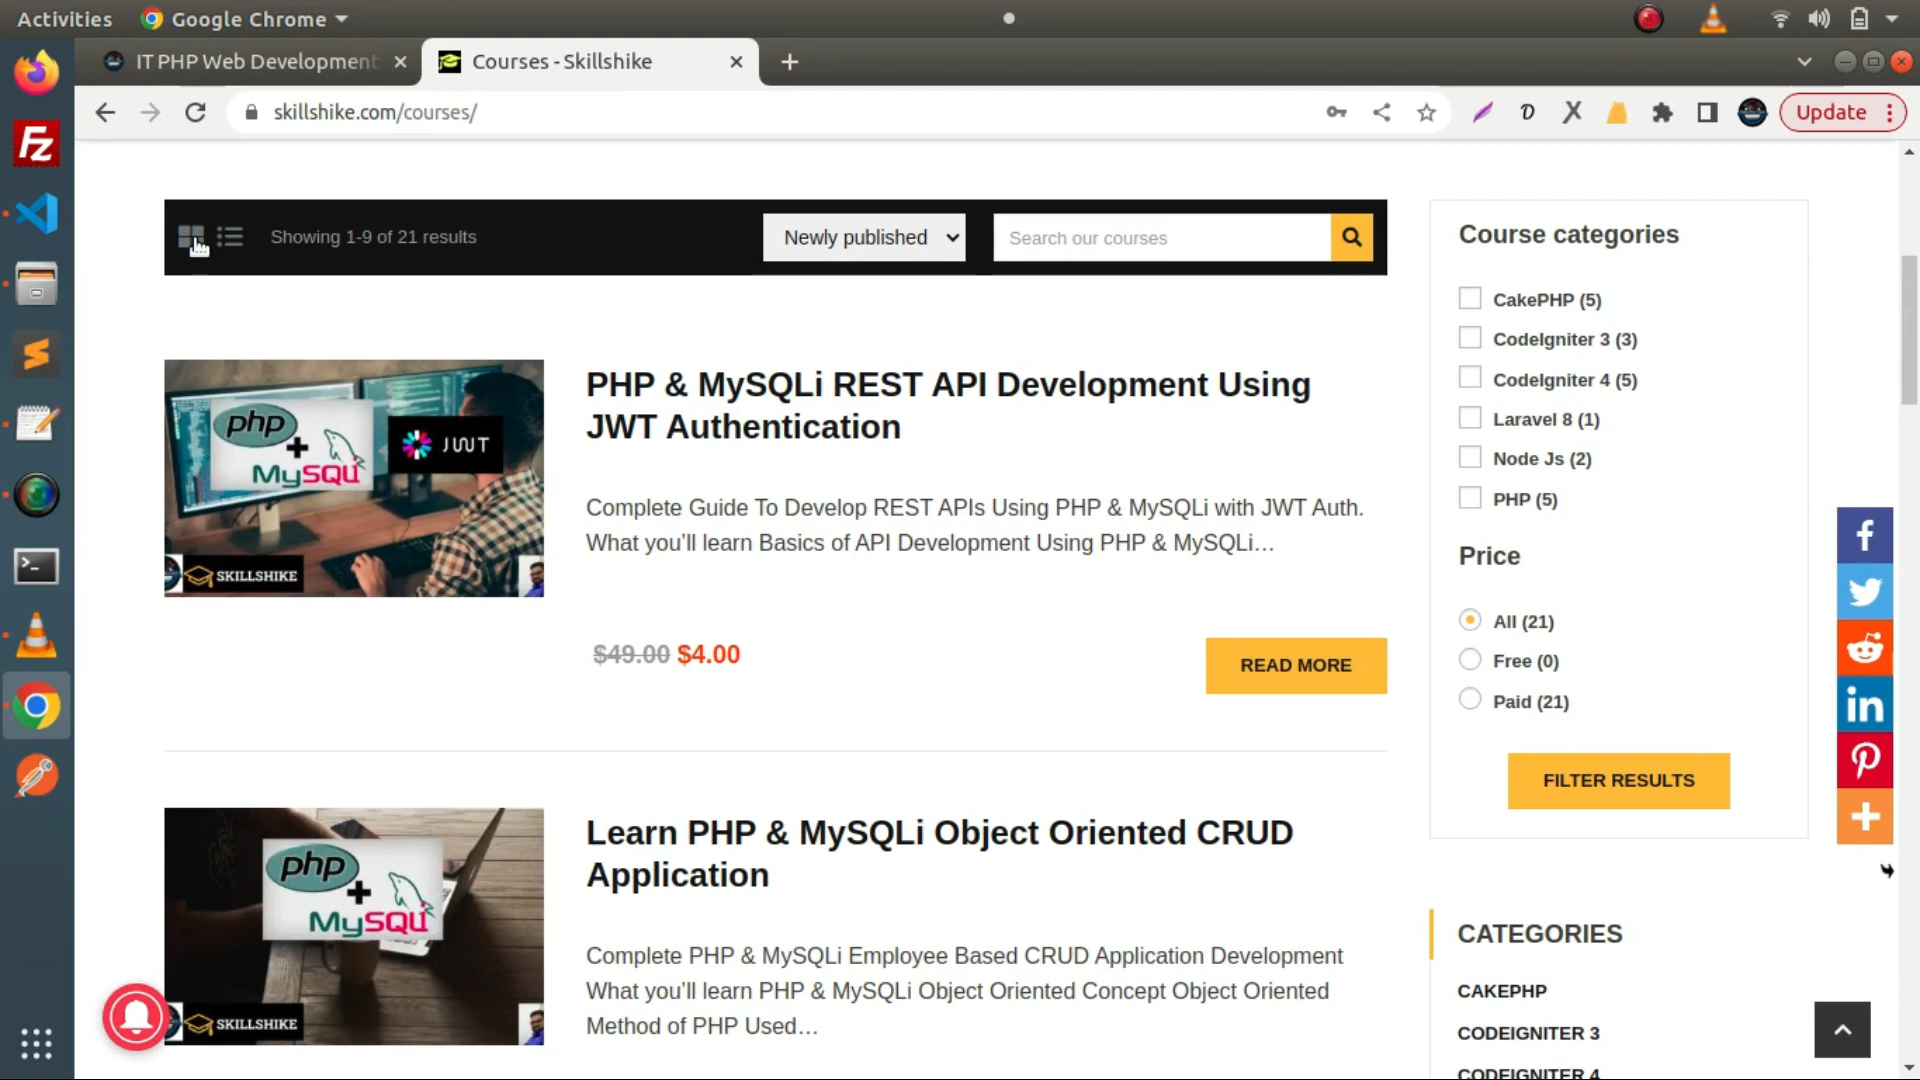 Activities
Google Chrome
IT PHP Web Development
Courses - Skillshike
skillshike.com/courses/
Update
Showing 1-9 of 21 results
Newly published
Search our courses
Course categories
CakePHP (5)
CodeIgniter 3 (3)
CodeIgniter 4 (5)
Laravel 8 (1)
Node Js (2)
PHP (5)
Price
All (21)
Free (0)
Paid (21)
FILTER RESULTS
php
+
MySQLi
JWT
SKILLSHIKE
PHP & MySQLi REST API Development Using
JWT Authentication
Complete Guide To Develop REST APIs Using PHP & MySQLi with JWT Auth.
What you’ll learn Basics of API Development Using PHP & MySQLi…
$49.00 $4.00
READ MORE
php
+
MySQLi
SKILLSHIKE
Learn PHP & MySQLi Object Oriented CRUD
Application
Complete PHP & MySQLi Employee Based CRUD Application Development
What you’ll learn PHP & MySQLi Object Oriented Concept Object Oriented
Method of PHP Used…
CATEGORIES
CAKEPHP
CODEIGNITER 3
CODEIGNITER 4